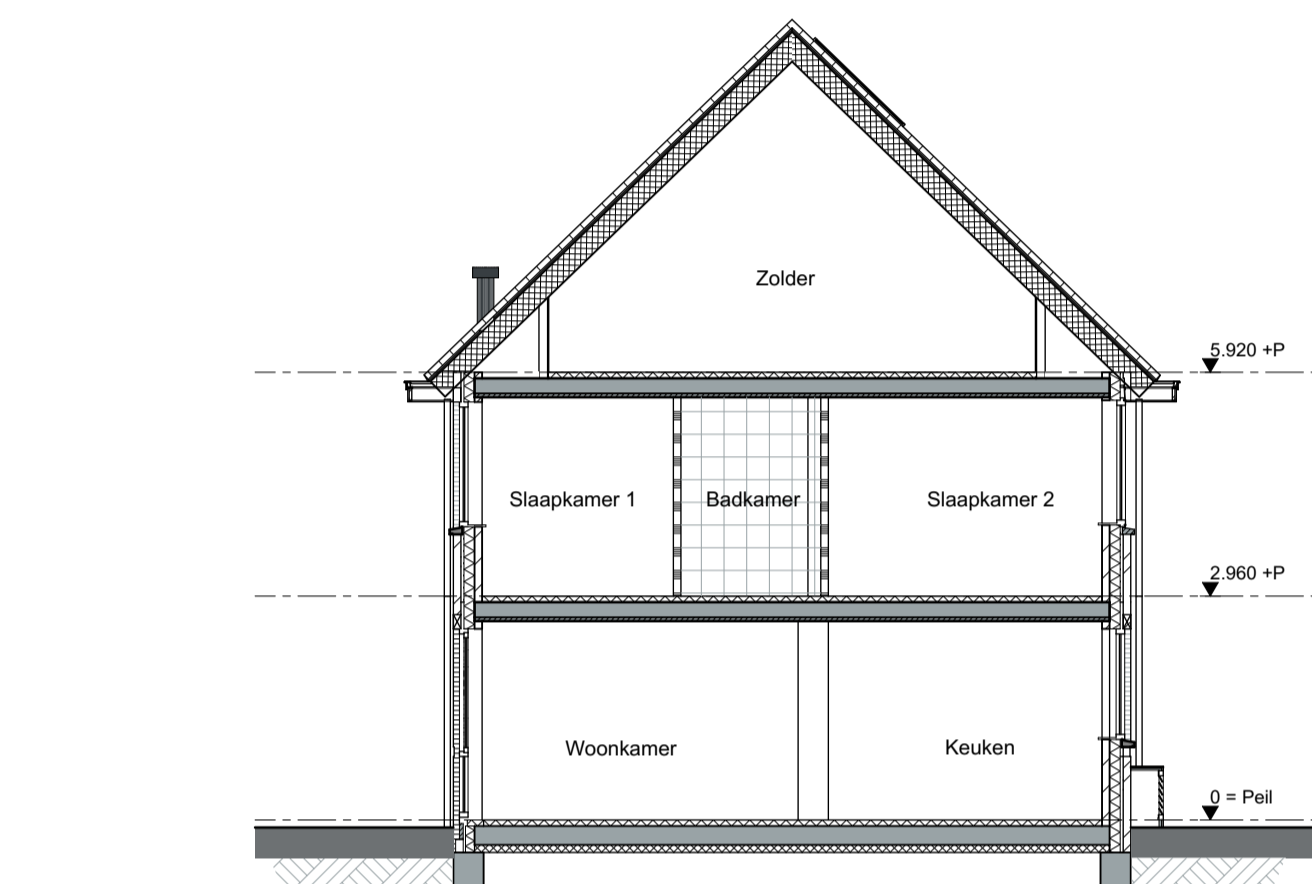 Zolder
5.920 +P
Slaapkamer 1
Badkamer
Slaapkamer 2
2.960 +P
Woonkamer
Keuken
0 = Peil